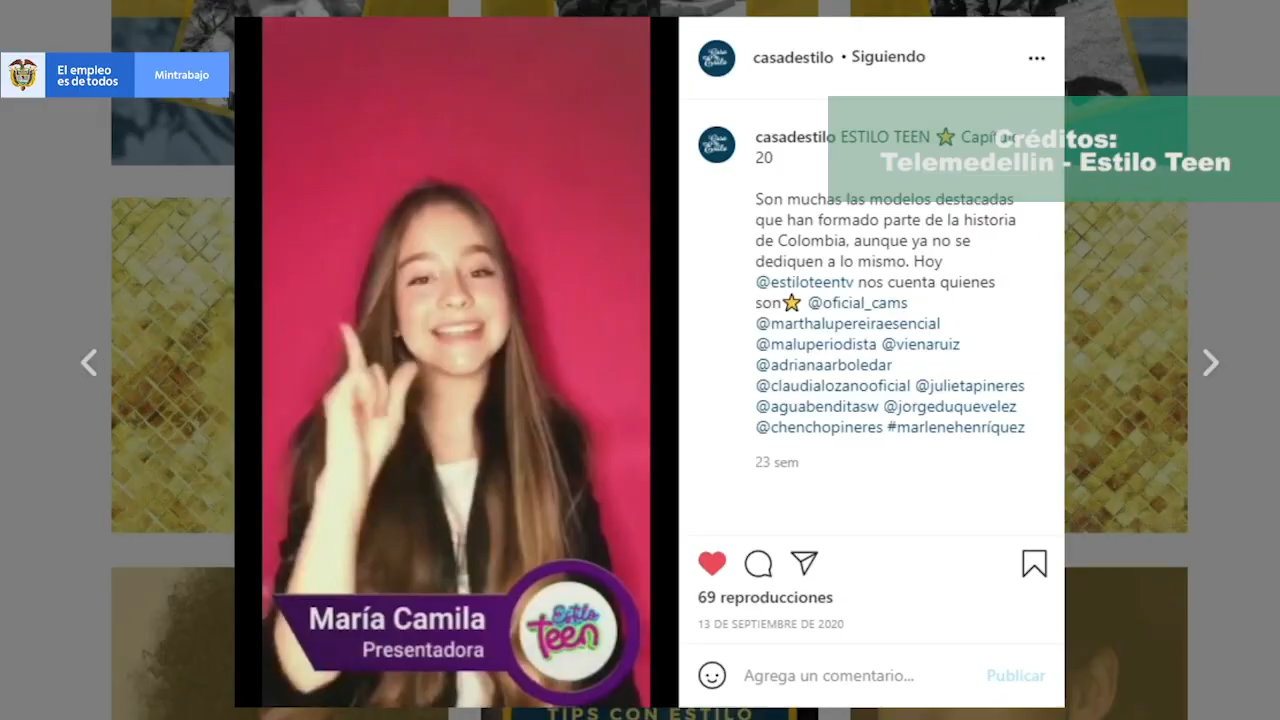 El empleo
es de todos
Mintrabajo
casadestilo • Siguiendo
casadestilo ESTILO TEEN ⭐ Capítulo
20
Créditos:
Telemedellin - Estilo Teen
Son muchas las modelos destacadas
que han formado parte de la historia
de Colombia, aunque ya no se
dediquen a lo mismo. Hoy
@estiloteentv nos cuenta quienes
son⭐ @oficial_cams
@marthalupereiraesencial
@maluperiodista @vienaruiz
@adrianaarboledar
@claudialozanooficial @julietapineres
@aguabenditasw @jorgeduquevelez
@chenchopineres #marlenehenríquez
23 sem
69 reproducciones
13 DE SEPTIEMBRE DE 2020
Agrega un comentario... Publicar
María Camila
Presentadora
Estilo
Teen
TIPS CON ESTILO